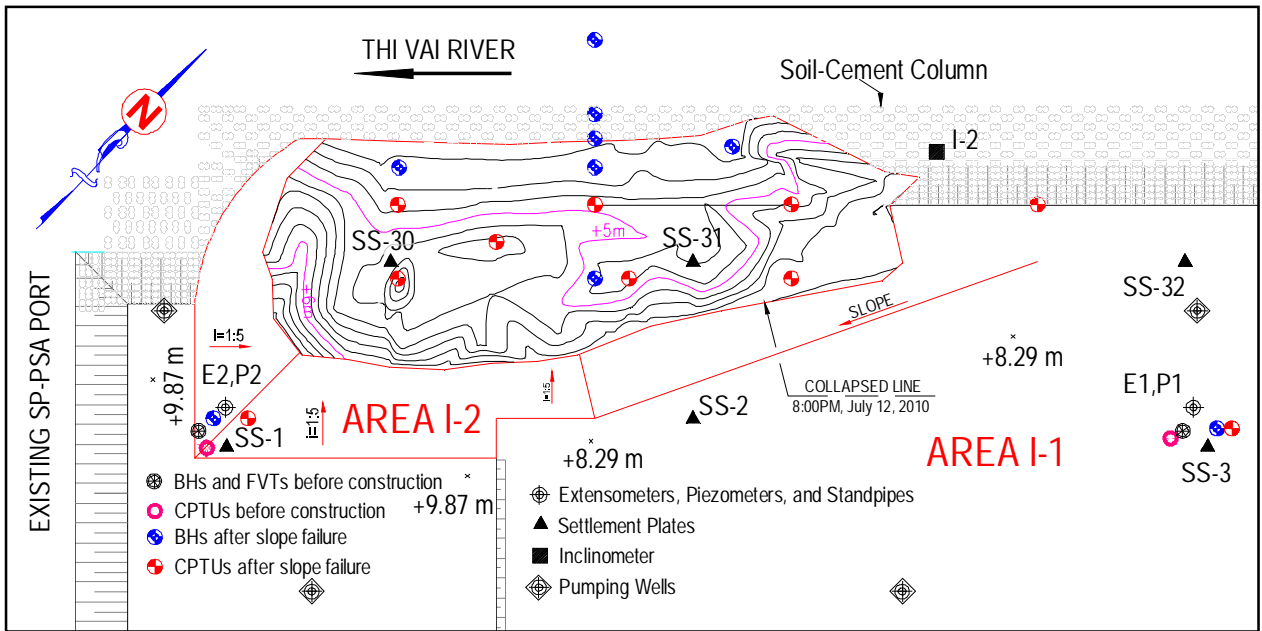 THI VAI RIVER
Soil-Cement Column
N
I-2
SS-30
SS-31
+5m
+9m
SS-32
SLOPE
EXISTING SP-PSA PORT
i=1:5
+9.87 m
E2,P2
i=1:5
i=1:5
+8.29 m
E1,P1
COLLAPSED LINE
8:00PM, July 12, 2010
SS-2
AREA I-2
AREA I-1
SS-1
SS-3
+8.29 m
+9.87 m
BHs and FVTs before construction
CPTUs before construction
BHs after slope failure
CPTUs after slope failure
Extensometers, Piezometers, and Standpipes
Settlement Plates
Inclinometer
Pumping Wells